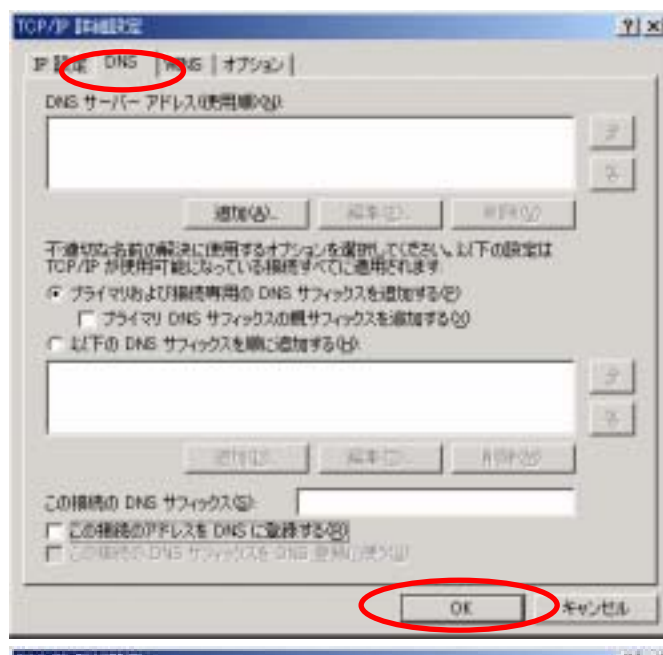 TCP/IP 詳細設定
IP 設定 DNS WINS オプション
DNS サーバー アドレス(使用順)(N):
追加(A)... 編集(E)... 削除(V)
不適切な名前の解決に使用するオプションを選択してください。以下の設定は
TCP/IP が使用可能になっている接続すべてに適用されます:
プライマリおよび接続専用の DNS サフィックスを追加する(P)
プライマリ DNS サフィックスの親サフィックスを追加する(X)
以下の DNS サフィックスを順に追加する(H):
追加(D)... 編集(T)... 削除(M)
この接続の DNS サフィックス(S):
この接続のアドレスを DNS に登録する(R)
この接続の DNS サフィックスを DNS 登録に使う(U)
OK キャンセル